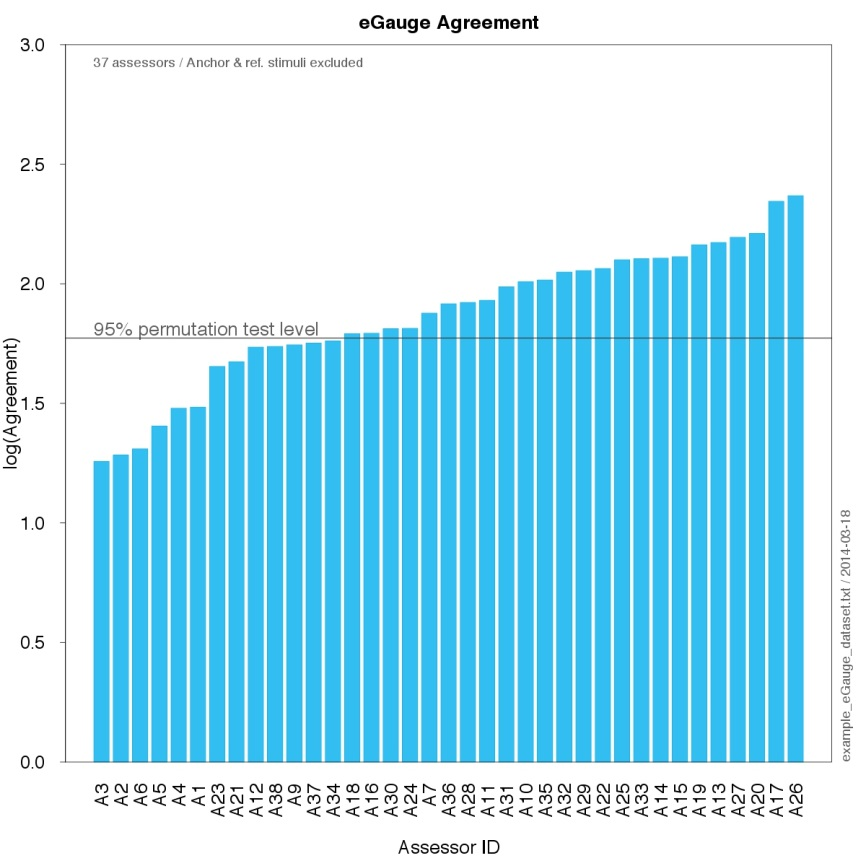 eGauge Agreement
37 assessors / Anchor & ref. stimuli excluded
3.0
2.5
2.0
1.5
1.0
0.5
0.0
95% permutation test level
log(Agreement)
A3 A2 A6 A5 A4 A1 A23 A21 A12 A38 A9 A37 A34 A18 A16 A30 A24 A7 A36 A28 A11 A31 A10 A35 A32 A29 A22 A25 A33 A14 A15 A19 A13 A27 A20 A17 A26
Assessor ID
example_eGauge_dataset.txt / 2014-03-18